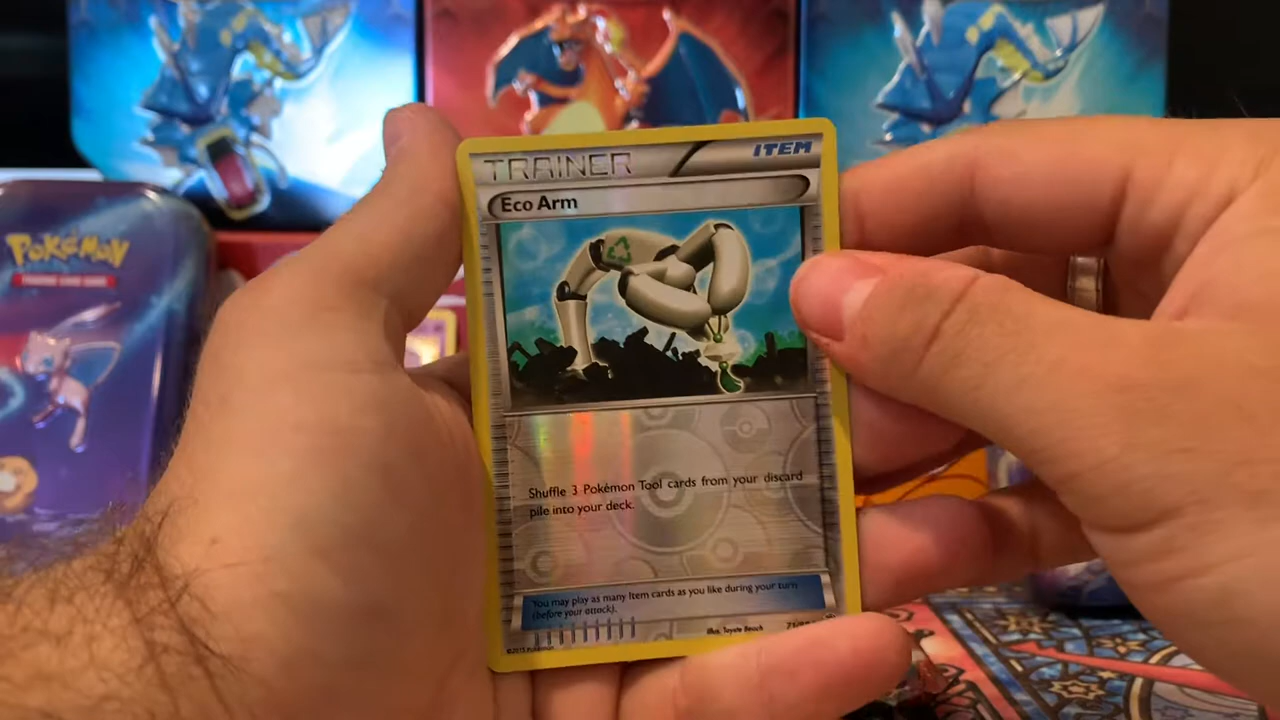 POKéMON
TRAINER
ITEM
Eco Arm
Shuffle 3 Pokémon Tool cards from your discard
pile into your deck.
You may play as many Item cards as you like during your turn
(before your attack).
Illus. Toyste Beach
©2015 Pokémon